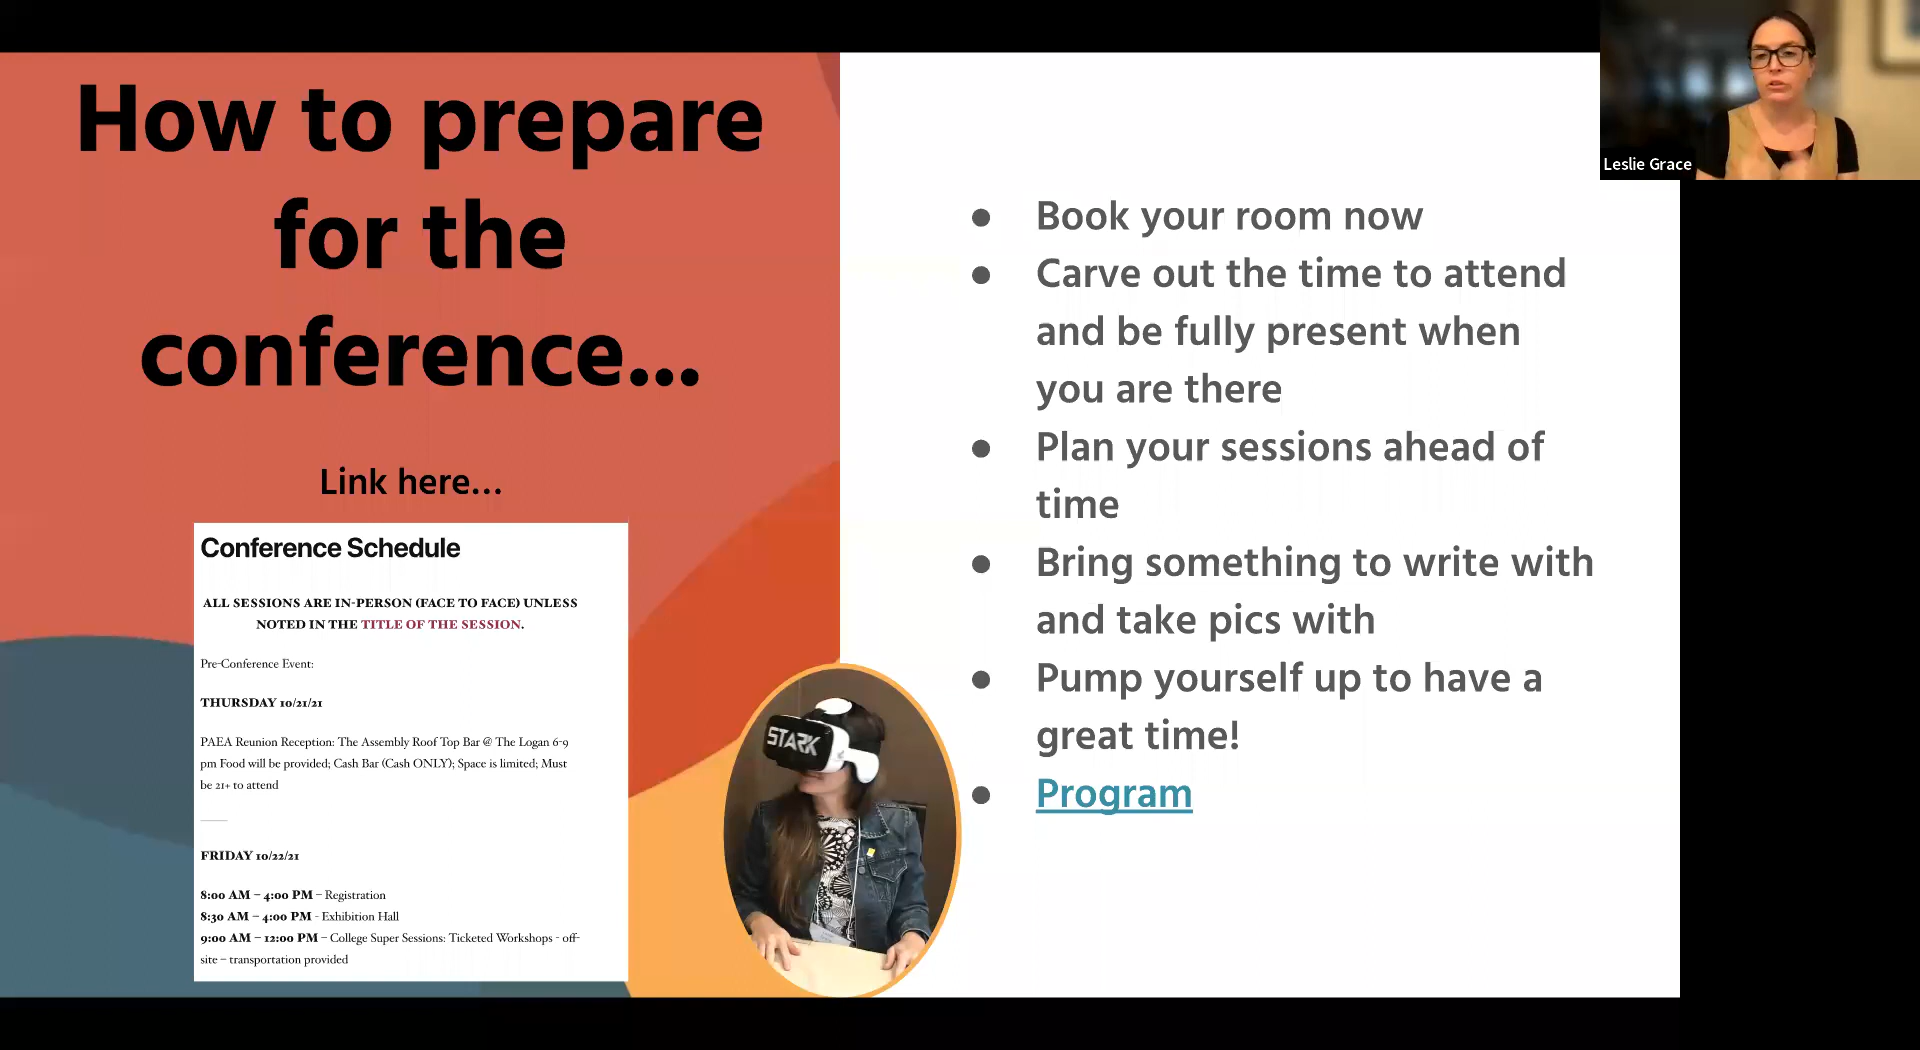 How to prepare
for the
conference...
Link here...
Conference Schedule
ALL SESSIONS ARE IN-PERSON (FACE TO FACE) UNLESS
NOTED IN THE TITLE OF THE SESSION.
Pre-Conference Event:
THURSDAY 10/21/21
PAEA Reunion Reception: The Assembly Roof Top Bar @ The Logan 6-9
pm Food will be provided; Cash Bar (Cash ONLY); Space is limited; Must
be 21+ to attend
FRIDAY 10/22/21
8:00 AM – 4:00 PM – Registration
8:30 AM – 4:00 PM - Exhibition Hall
9:00 AM – 12:00 PM – College Super Sessions: Ticketed Workshops - off-
site – transportation provided
STARK
● Book your room now
● Carve out the time to attend
and be fully present when
you are there
● Plan your sessions ahead of
time
● Bring something to write with
and take pics with
● Pump yourself up to have a
great time!
● Program
Leslie Grace